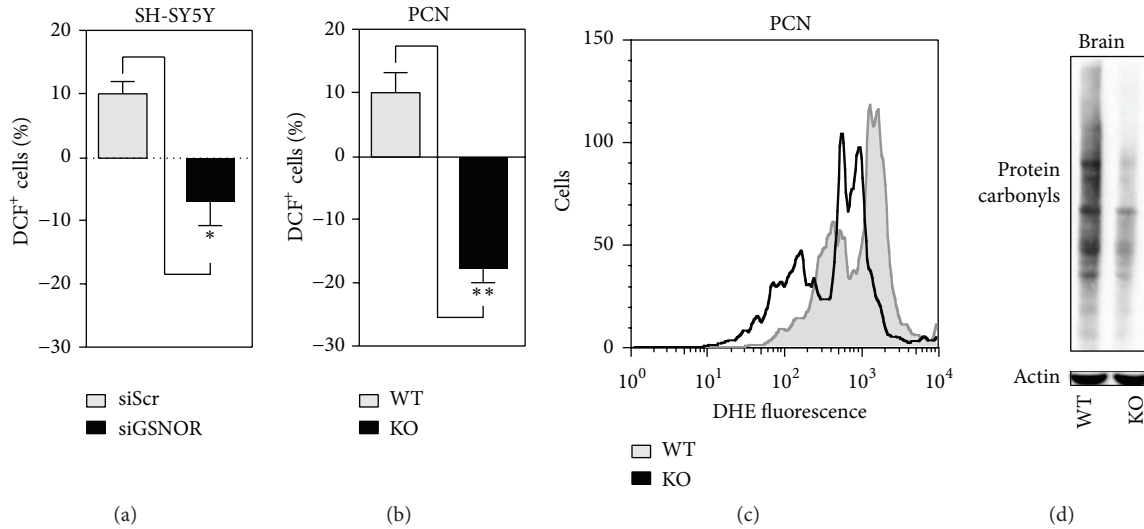 SH-SY5Y
DCF+ cells (%)
20
10
0
−10
−20
−30
*
siScr
siGSNOR
(a)
PCN
DCF+ cells (%)
20
10
0
−10
−20
−30
**
WT
KO
(b)
PCN
Cells
150
100
50
0
10^0
10^1
10^2
10^3
10^4
DHE fluorescence
WT
KO
(c)
Brain
Protein
carbonyls
Actin
WT
KO
(d)